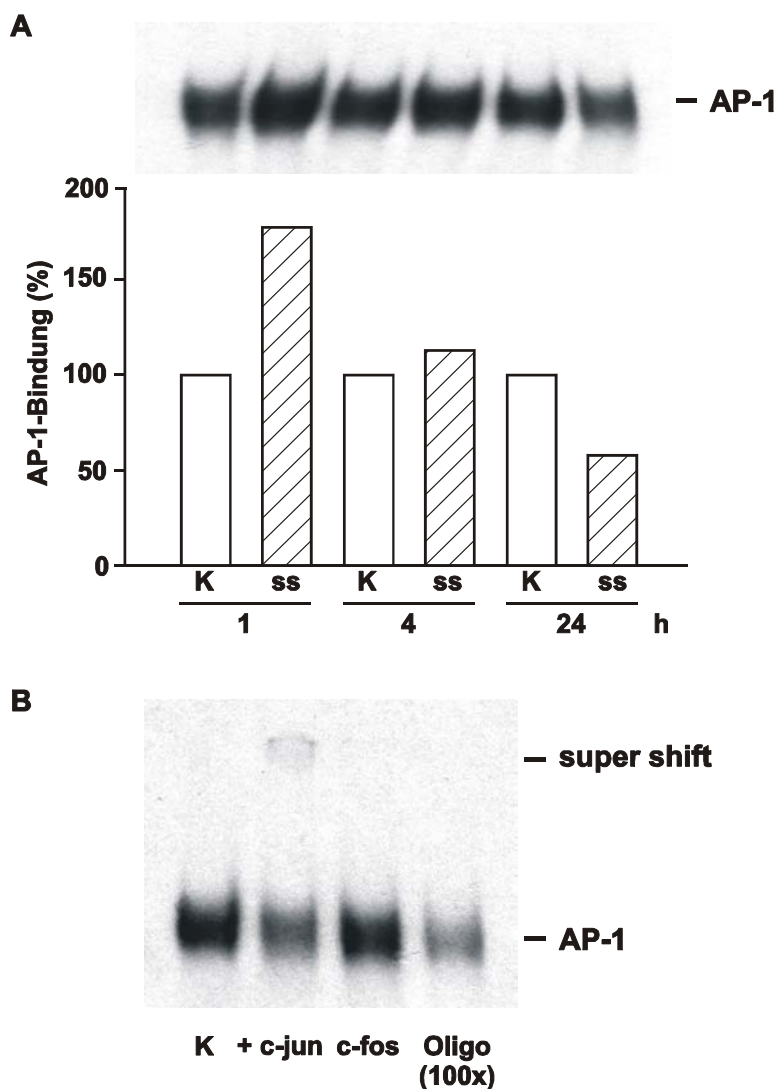 A
AP-1
200
150
100
50
0
AP-1-Bindung (%)
K ss K ss K ss
1 4 24 h
B
super shift
AP-1
K + c-jun c-fos Oligo
(100x)